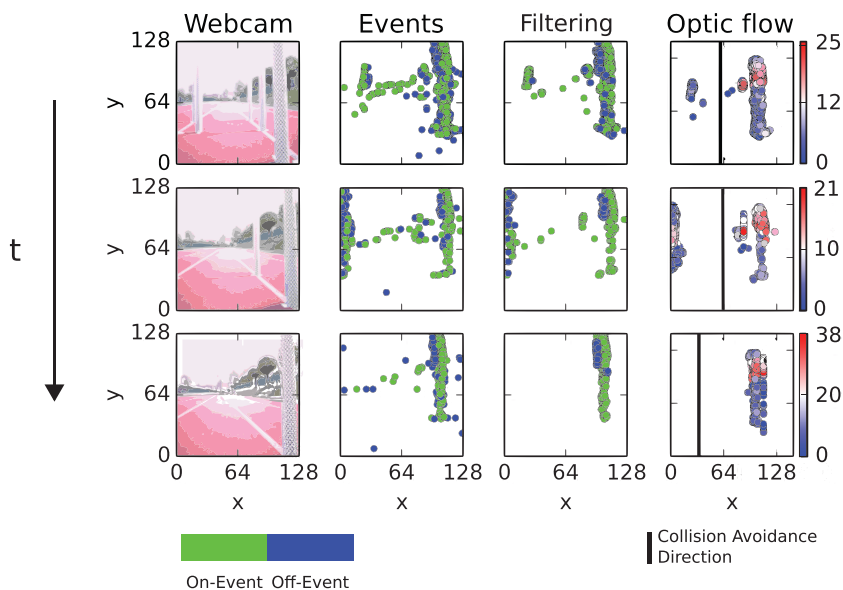 Webcam Events Filtering Optic flow
128
y 64
0
25
12
0
t
128
y 64
0
21
10
0
128
y 64
0
38
20
0
0 64 128 0 64 128 0 64 128 0 64 128
x x x x
On-Event Off-Event
Collision Avoidance
Direction